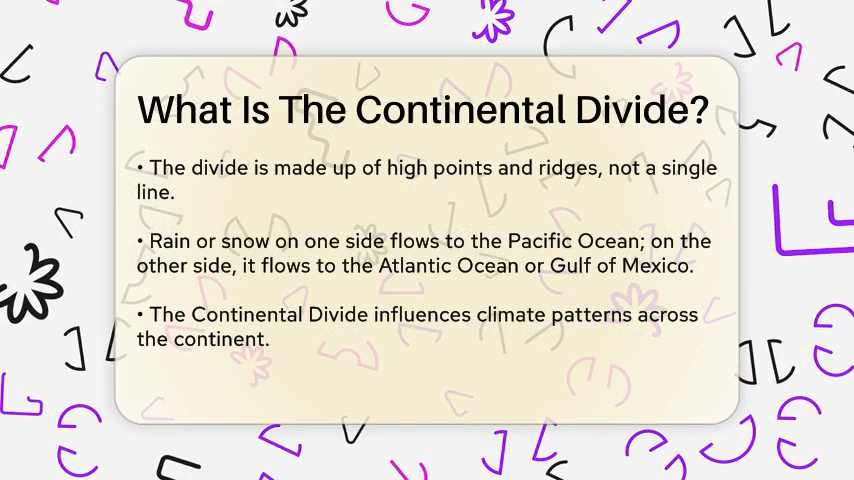 What Is The Continental Divide?
• The divide is made up of high points and ridges, not a single
line.
• Rain or snow on one side flows to the Pacific Ocean; on the
other side, it flows to the Atlantic Ocean or Gulf of Mexico.
• The Continental Divide influences climate patterns across
the continent.